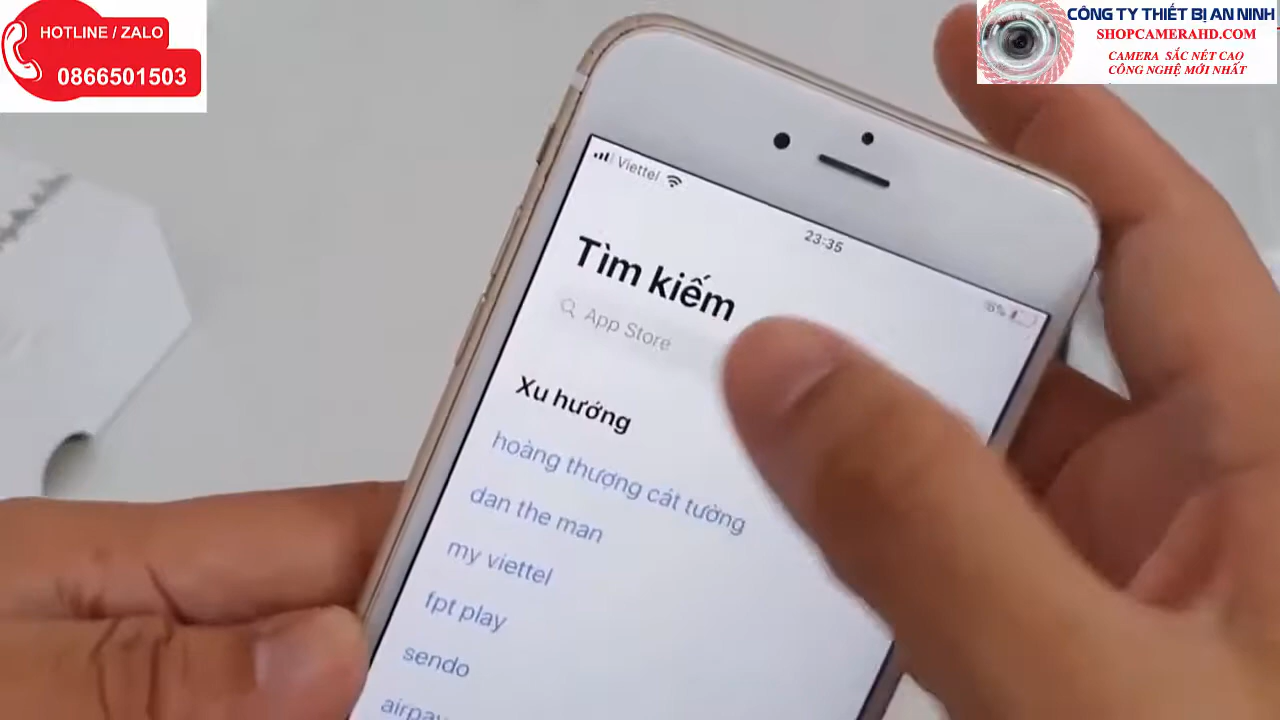 HOTLINE / ZALO
0866501503
CÔNG TY THIẾT BỊ AN NINH
SHOPCAMERAHD.COM
CAMERA SẮC NÉT CAO
CÔNG NGHỆ MỚI NHẤT
Viettel
23:35
Tìm kiếm
App Store
Xu hướng
hoàng thượng cát tường
dan the man
my viettel
fpt play
sendo
airpay